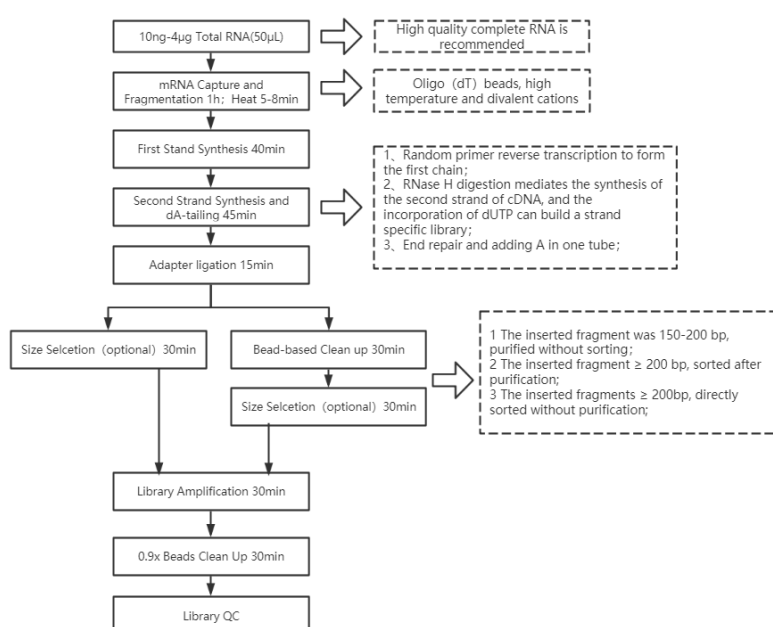 10ng-4μg Total RNA(50μL)
High quality complete RNA is
recommended
mRNA Capture and
Fragmentation 1h；Heat 5-8min
Oligo（dT）beads, high
temperature and divalent cations
First Stand Synthesis 40min
1、Random primer reverse transcription to form
the first chain;
2、RNase H digestion mediates the synthesis of
the second strand of cDNA, and the
incorporation of dUTP can build a strand
specific library;
3、End repair and adding A in one tube;
Second Strand Synthesis and
dA-tailing 45min
Adapter ligation 15min
Size Selcetion（optional）30min
Bead-based Clean up 30min
1 The inserted fragment was 150-200 bp,
purified without sorting;
2 The inserted fragment ≥ 200 bp, sorted after
purification;
3 The inserted fragments ≥ 200bp, directly
sorted without purification;
Size Selcetion（optional）30min
Library Amplification 30min
0.9x Beads Clean Up 30min
Library QC